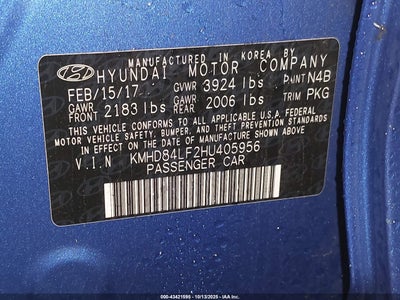 MANUFACTURED IN KOREA BY
HYUNDAI MOTOR COMPANY
FEB/15/17 GVWR 3924 lbs PAINT N4B
GAWR FRONT 2183 lbs GAWR REAR 2006 lbs TRIM PKG
THIS VEHICLE CONFORMS TO ALL APPLICABLE U.S.A. FEDERAL
MOTOR VEHICLE SAFETY, BUMPER, AND THEFT PREVENTION
STANDARDS IN EFFECT ON THE DATE OF MANUFACTURE
SHOWN ABOVE.
V.I.N KMHD84LF2HU405956
PASSENGER CAR
000-43421595 - 10/13/2025 - IAA